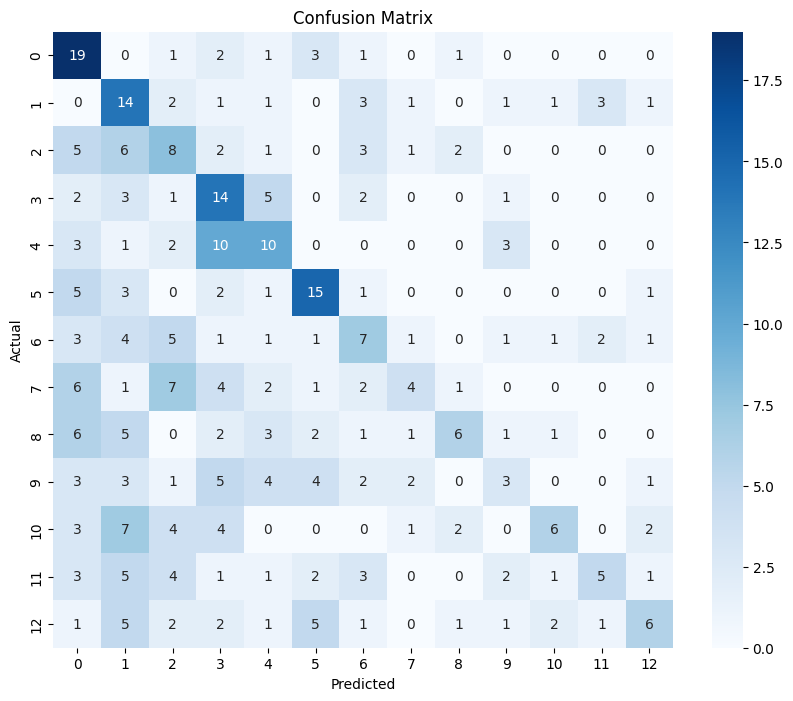 Confusion Matrix
0 19 0 1 2 1 3 1 0 1 0 0 0 0
1 0 14 2 1 1 0 3 1 0 1 1 3 1
2 5 6 8 2 1 0 3 1 2 0 0 0 0
3 2 3 1 14 5 0 2 0 0 1 0 0 0
4 3 1 2 10 10 0 0 0 0 3 0 0 0
5 5 3 0 2 1 15 1 0 0 0 0 0 1
6 3 4 5 1 1 1 7 1 0 1 1 2 1
7 6 1 7 4 2 1 2 4 1 0 0 0 0
8 6 5 0 2 3 2 1 1 6 1 1 0 0
9 3 3 1 5 4 4 2 2 0 3 0 0 1
10 3 7 4 4 0 0 0 1 2 0 6 0 2
11 3 5 4 1 1 2 3 0 0 2 1 5 1
12 1 5 2 2 1 5 1 0 1 1 2 1 6
0 1 2 3 4 5 6 7 8 9 10 11 12
Predicted
Actual
17.5
15.0
12.5
10.0
7.5
5.0
2.5
0.0